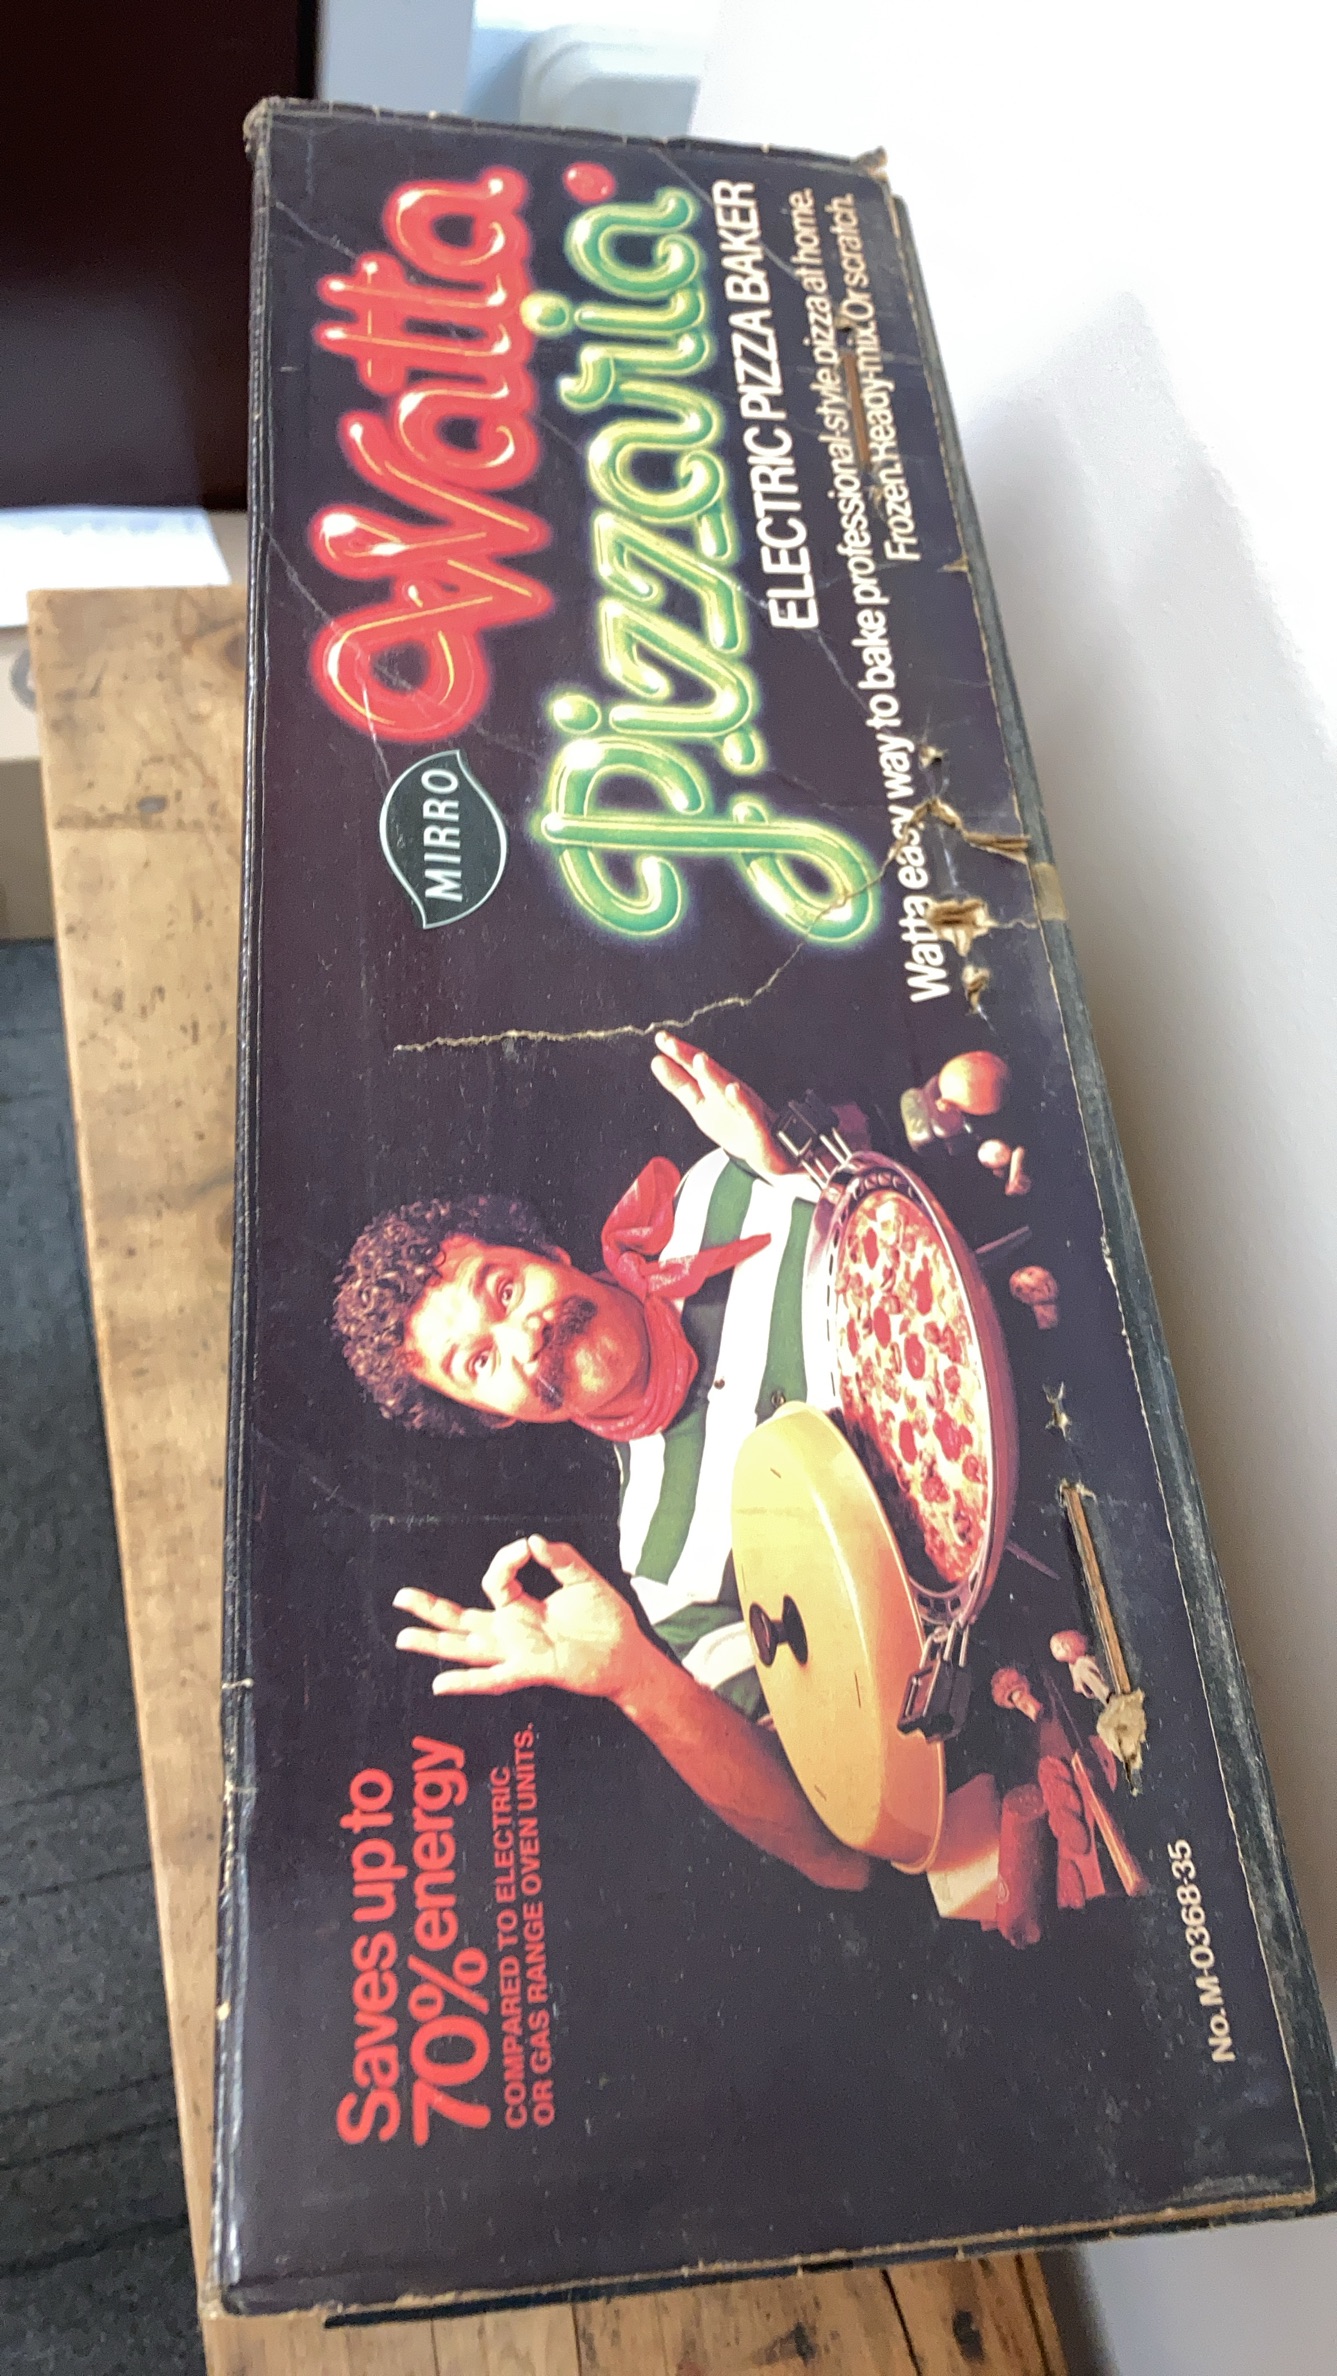 MIRRO
Watta
Pizzaria.
ELECTRIC PIZZA BAKER
Watta easy way to bake professional-style pizza at home.
Frozen. Ready-mix. Or scratch.
Saves up to
70% energy
COMPARED TO ELECTRIC
OR GAS RANGE OVEN UNITS.
No. M-0368-35